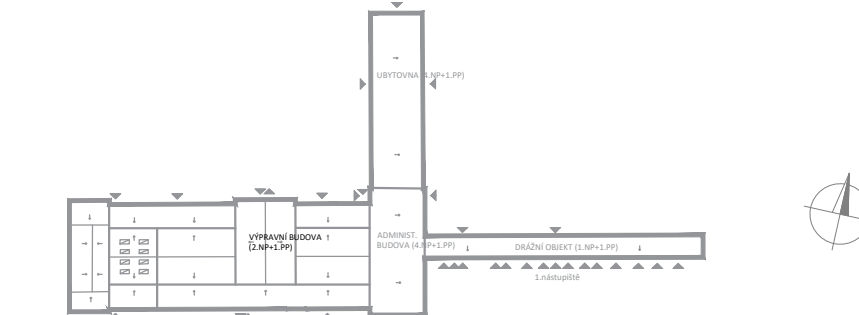 UBYTOVNA (4.NP+1.PP)
VÝPRAVNÍ BUDOVA
(2.NP+1.PP)
ADMINIST.
BUDOVA (4.NP+1.PP)
DRÁŽNÍ OBJEKT (1.NP+1.PP)
1.nástupiště